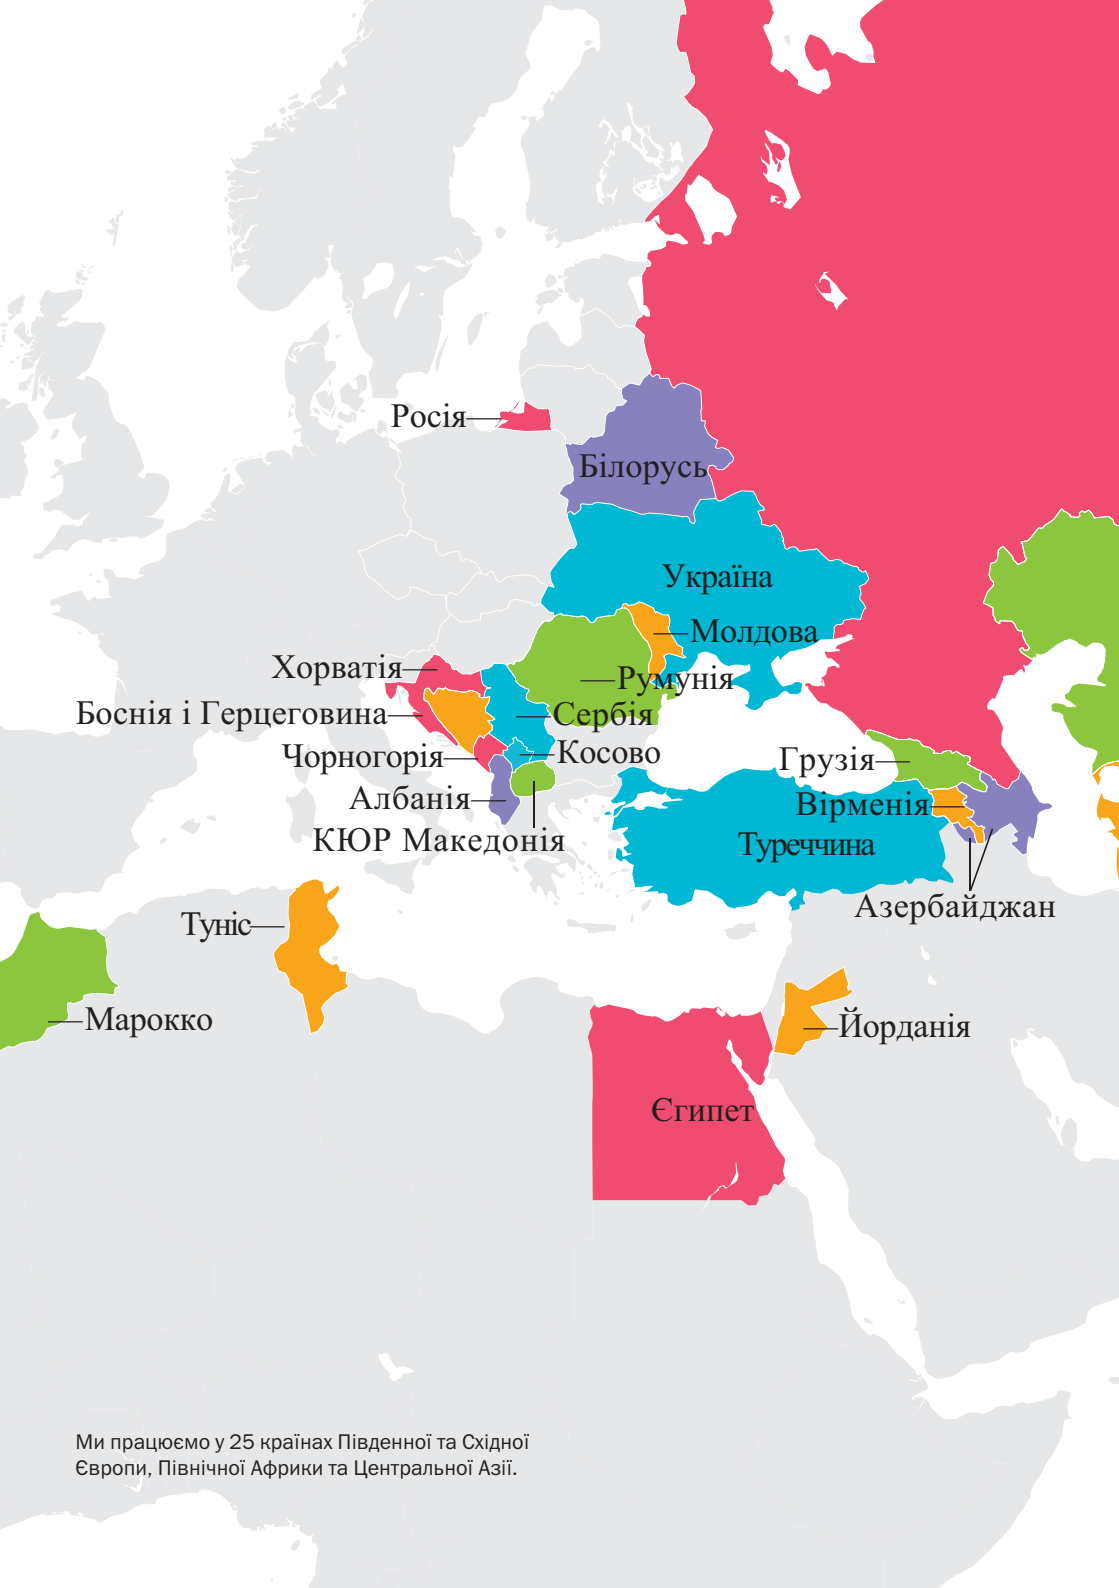 Росія
Білорусь
Україна
Молдова
Хорватія
Румунія
Боснія і Герцеговина
Сербія
Чорногорія
Косово
Грузія
Албанія
Вірменія
КЮР Македонія
Туреччина
Азербайджан
Туніс
Марокко
Йорданія
Єгипет
Ми працюємо у 25 країнах Південної та Східної
Європи, Північної Африки та Центральної Азії.